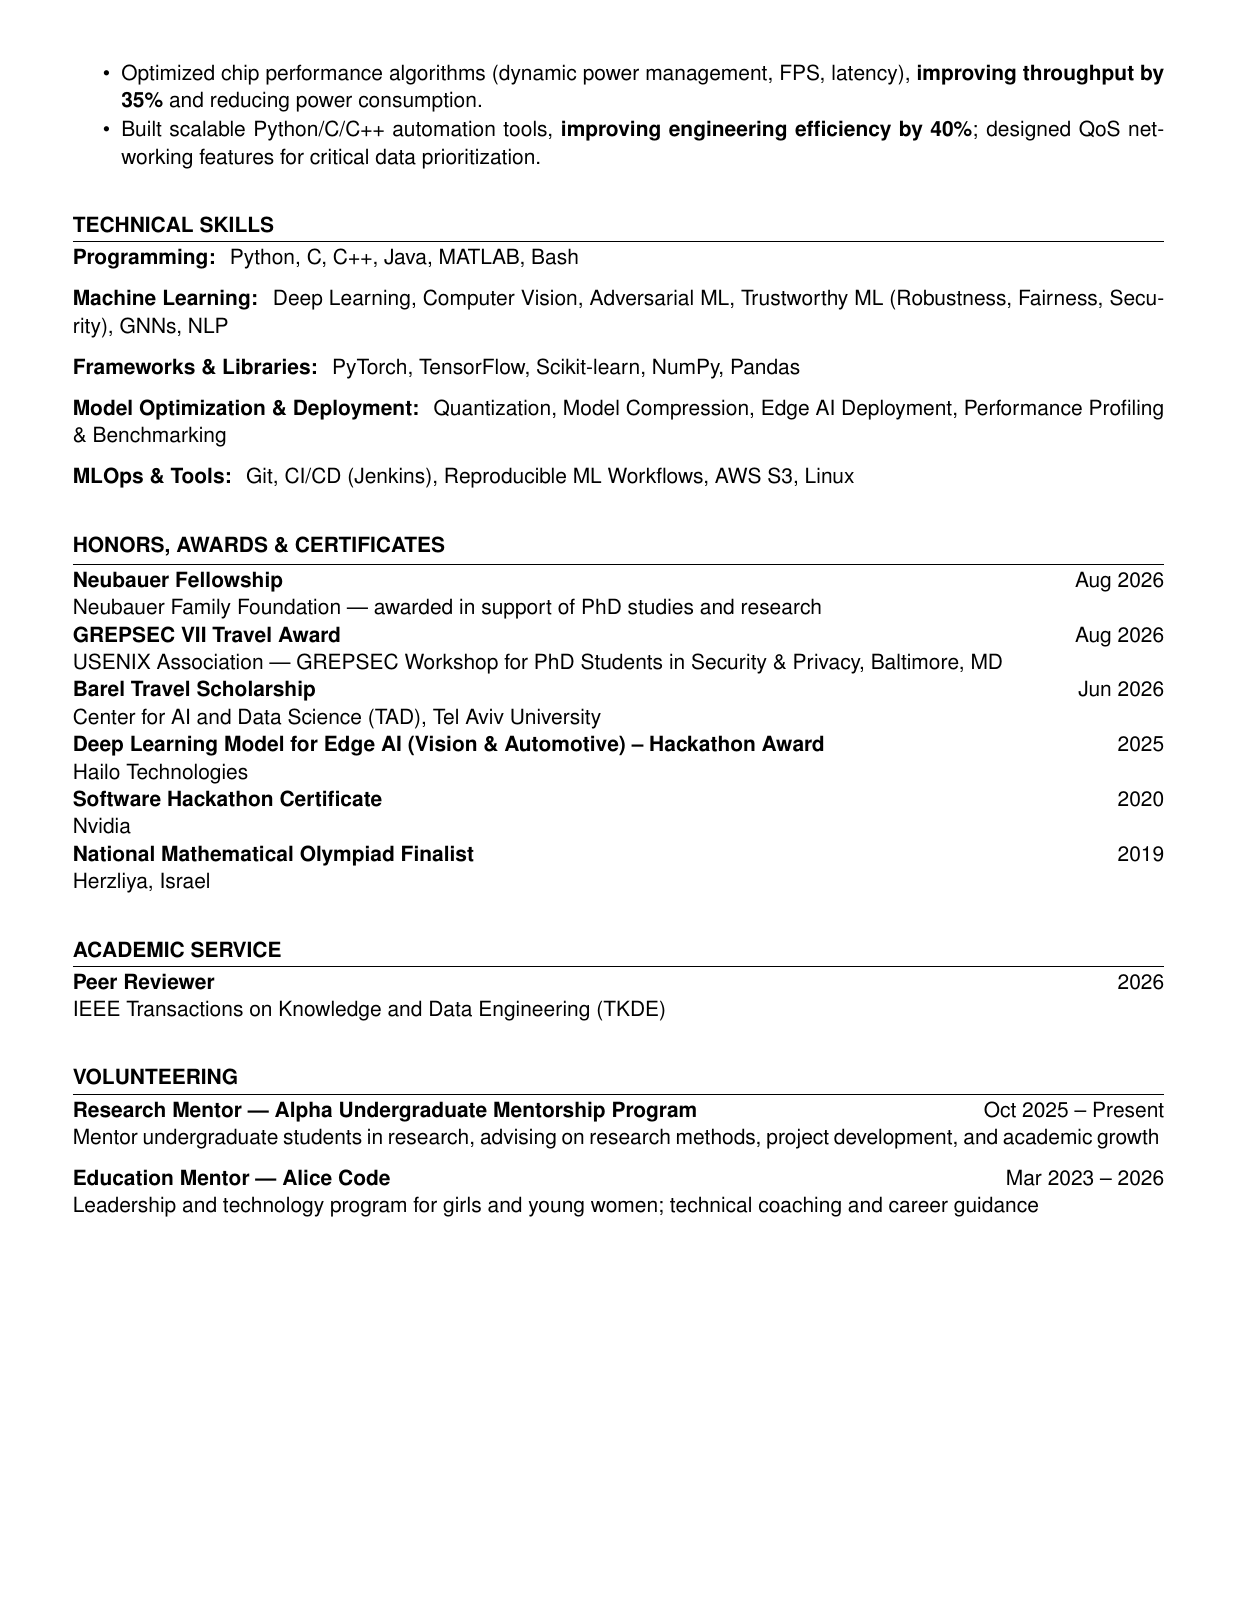 • Optimized chip performance algorithms (dynamic power management, FPS, latency), improving throughput by
35% and reducing power consumption.
• Built scalable Python/C/C++ automation tools, improving engineering efficiency by 40%; designed QoS net-
working features for critical data prioritization.
TECHNICAL SKILLS
Programming: Python, C, C++, Java, MATLAB, Bash
Machine Learning: Deep Learning, Computer Vision, Adversarial ML, Trustworthy ML (Robustness, Fairness, Secu-
rity), GNNs, NLP
Frameworks & Libraries: PyTorch, TensorFlow, Scikit-learn, NumPy, Pandas
Model Optimization & Deployment: Quantization, Model Compression, Edge AI Deployment, Performance Profiling
& Benchmarking
MLOps & Tools: Git, CI/CD (Jenkins), Reproducible ML Workflows, AWS S3, Linux
HONORS, AWARDS & CERTIFICATES
Neubauer Fellowship Aug 2026
Neubauer Family Foundation — awarded in support of PhD studies and research
GREPSEC VII Travel Award Aug 2026
USENIX Association — GREPSEC Workshop for PhD Students in Security & Privacy, Baltimore, MD
Barel Travel Scholarship Jun 2026
Center for AI and Data Science (TAD), Tel Aviv University
Deep Learning Model for Edge AI (Vision & Automotive) – Hackathon Award 2025
Hailo Technologies
Software Hackathon Certificate 2020
Nvidia
National Mathematical Olympiad Finalist 2019
Herzliya, Israel
ACADEMIC SERVICE
Peer Reviewer 2026
IEEE Transactions on Knowledge and Data Engineering (TKDE)
VOLUNTEERING
Research Mentor — Alpha Undergraduate Mentorship Program Oct 2025 – Present
Mentor undergraduate students in research, advising on research methods, project development, and academic growth
Education Mentor — Alice Code Mar 2023 – 2026
Leadership and technology program for girls and young women; technical coaching and career guidance